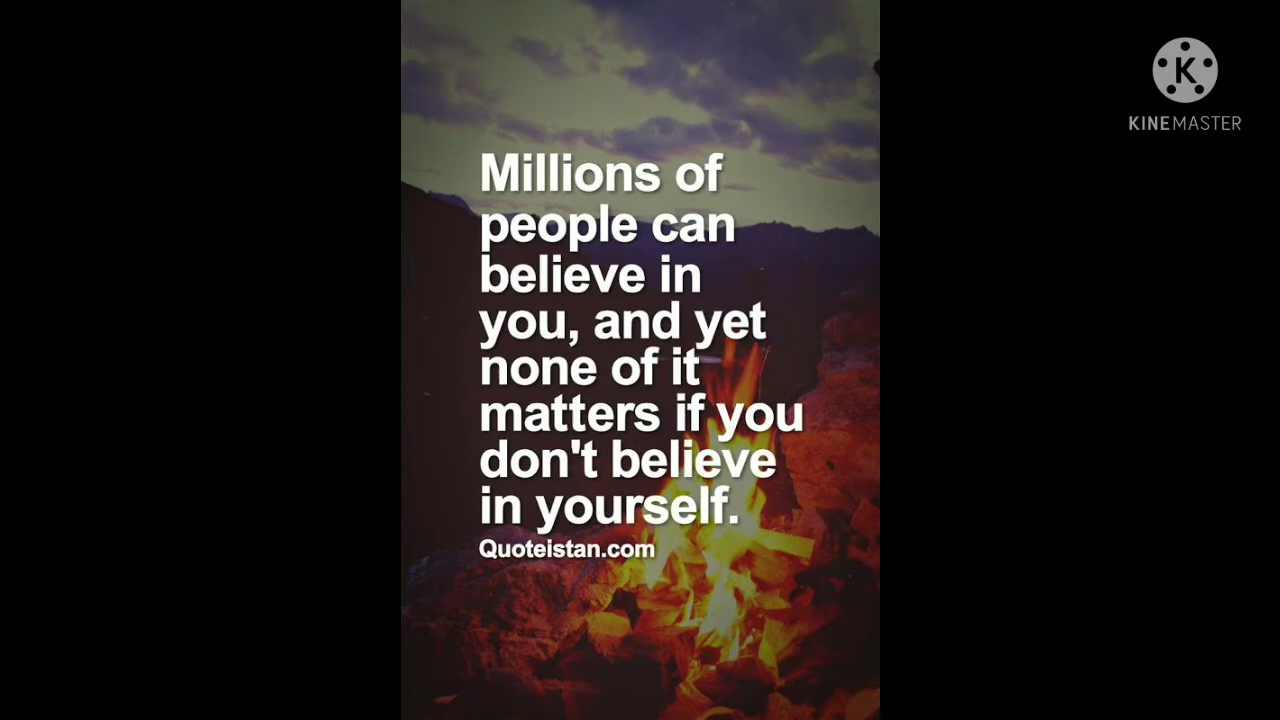 Millions of
people can
believe in
you, and yet
none of it
matters if you
don't believe
in yourself.
Quoteistan.com
K
KINEMASTER